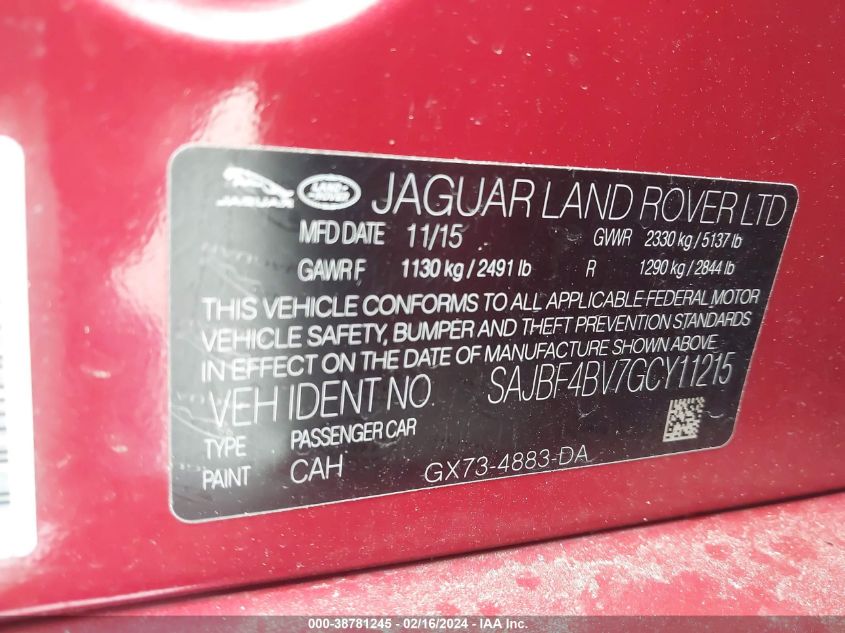 JAGUAR LAND ROVER JAGUAR LAND ROVER LTD
MFD DATE 11/15 GVWR 2330 kg / 5137 lb
GAWR F 1130 kg / 2491 lb R 1290 kg / 2844 lb
THIS VEHICLE CONFORMS TO ALL APPLICABLE FEDERAL MOTOR
VEHICLE SAFETY, BUMPER AND THEFT PREVENTION STANDARDS
IN EFFECT ON THE DATE OF MANUFACTURE SHOWN ABOVE
VEH IDENT NO. SAJBF4BV7GCY11215
TYPE PASSENGER CAR
PAINT CAH GX73-4883-DA
000-38781245 - 02/16/2024 - IAA Inc.